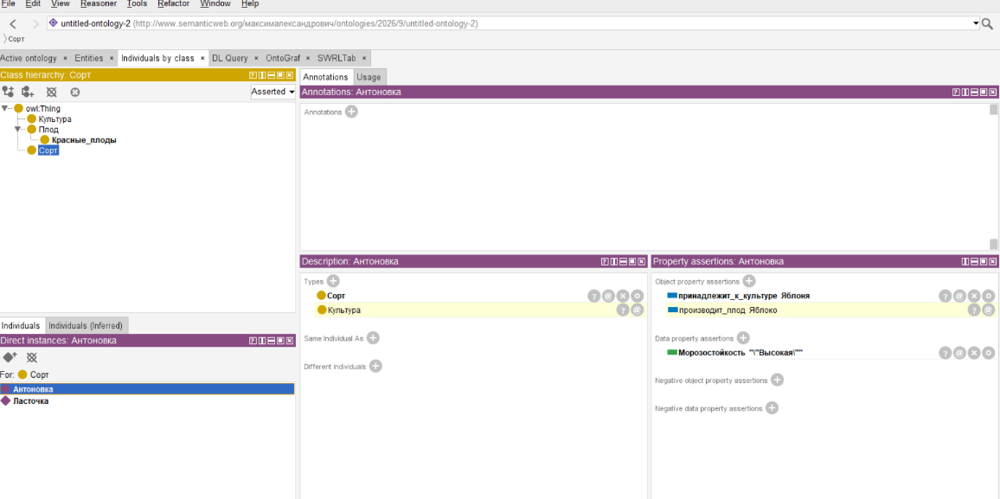 File Edit View Reasoner Tools Refactor Window Help
untitled-ontology-2 (http://www.semanticweb.org/максималександрович/ontologies/2026/9/untitled-ontology-2)
Сорт
Active ontology × Entities × Individuals by class × DL Query × OntoGraf × SWRLTab ×
Class hierarchy: Сорт
Asserted
owl:Thing
Культура
Плод
Красные_плоды
Сорт
Individuals Individuals (Inferred)
Direct instances: Антоновка
For: Сорт
Антоновка
Ласточка
Annotations Usage
Annotations: Антоновка
Annotations
Description: Антоновка
Types
Сорт
Культура
Same Individual As
Different Individuals
Property assertions: Антоновка
Object property assertions
принадлежит_к_культуре Яблоня
производит_плод Яблоко
Data property assertions
Морозостойкость "\"Высокая\""
Negative object property assertions
Negative data property assertions